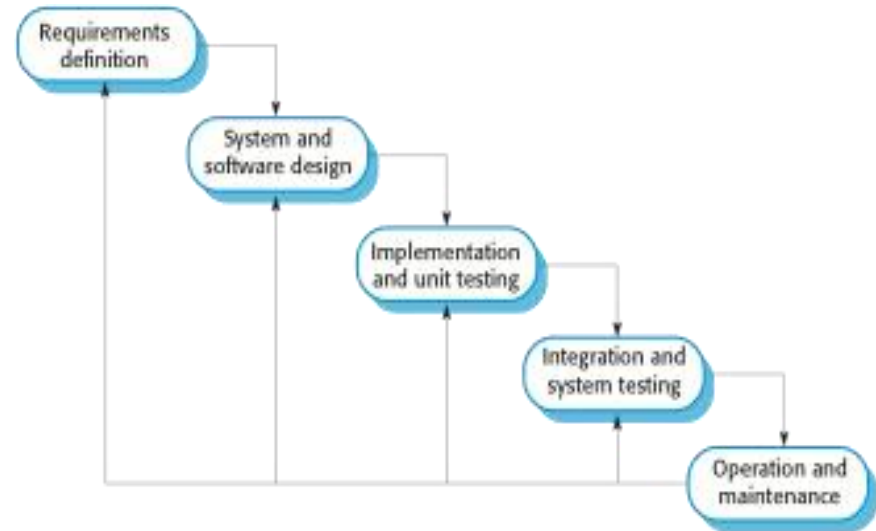 Requirements
definition
System and
software design
Implementation
and unit testing
Integration and
system testing
Operation and
maintenance